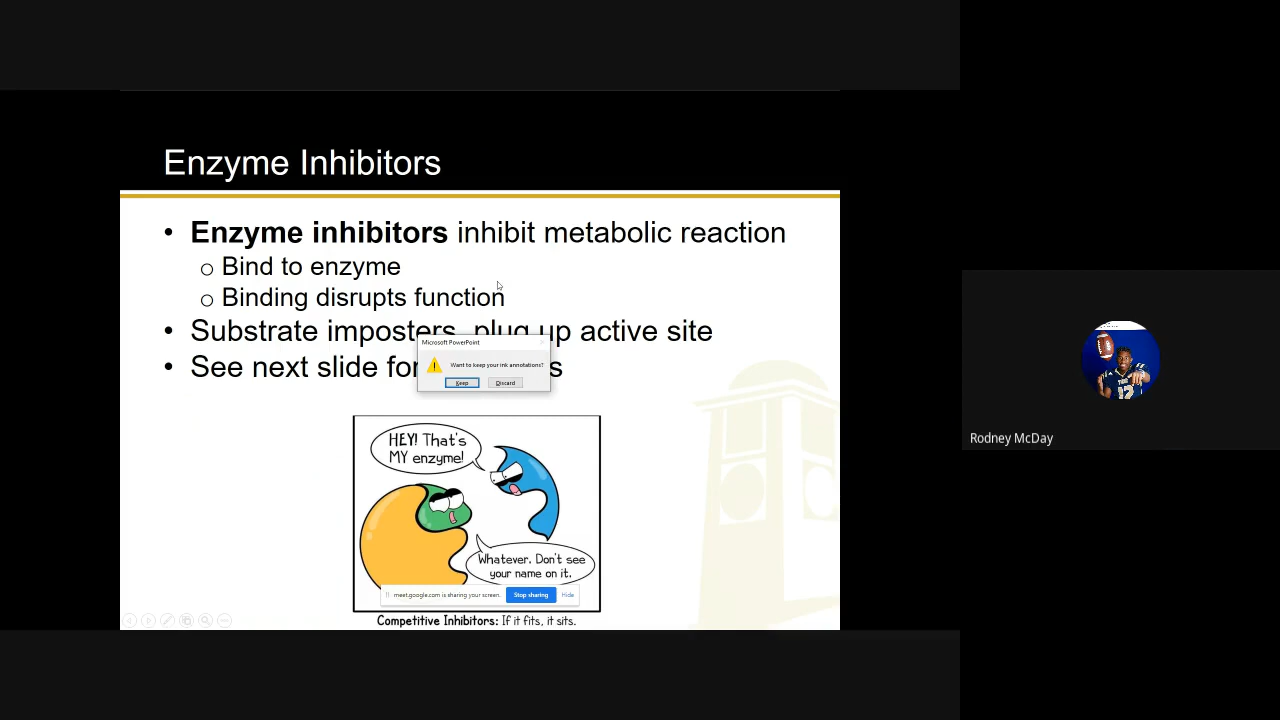 Enzyme Inhibitors
• Enzyme inhibitors inhibit metabolic reaction
o Bind to enzyme
o Binding disrupts function
• Substrate imposters, plug up active site
• See next slide for
Microsoft PowerPoint
Want to keep your ink annotations?
Keep Discard
HEY! That's
MY enzyme!
Whatever. Don't see
your name on it.
meet.google.com is sharing your screen. Stop sharing Hide
Competitive Inhibitors: If it fits, it sits.
Rodney McDay
12